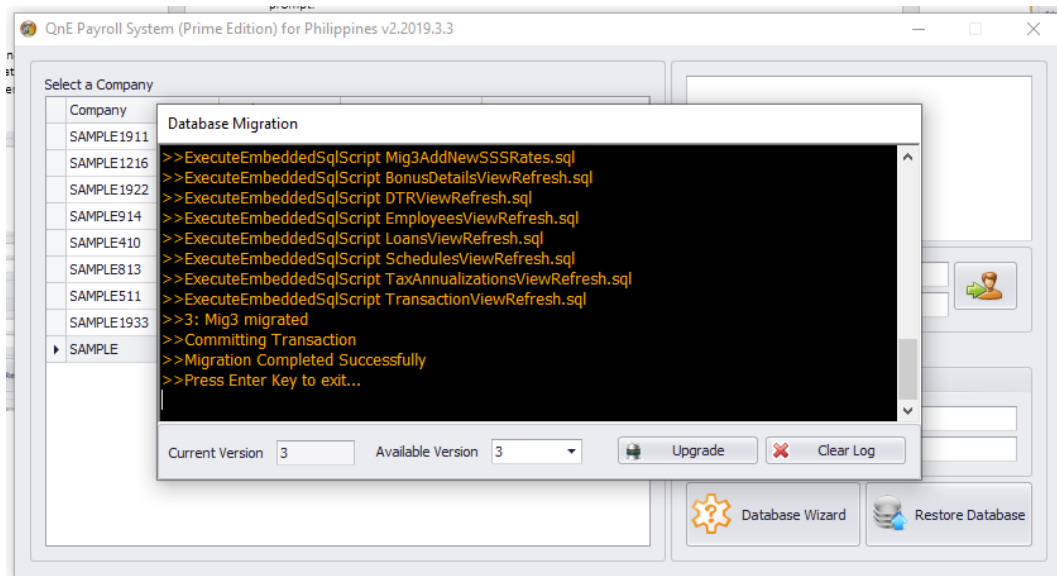 prompt.
QnE Payroll System (Prime Edition) for Philippines v2.2019.3.3
Select a Company
Company
SAMPLE1911
SAMPLE1216
SAMPLE1922
SAMPLE914
SAMPLE410
SAMPLE813
SAMPLE511
SAMPLE1933
SAMPLE
Database Migration
>>ExecuteEmbeddedSqlScript Mig3AddNewSSSRates.sql
>>ExecuteEmbeddedSqlScript BonusDetailsViewRefresh.sql
>>ExecuteEmbeddedSqlScript DTRViewRefresh.sql
>>ExecuteEmbeddedSqlScript EmployeesViewRefresh.sql
>>ExecuteEmbeddedSqlScript LoansViewRefresh.sql
>>ExecuteEmbeddedSqlScript SchedulesViewRefresh.sql
>>ExecuteEmbeddedSqlScript TaxAnnualizationsViewRefresh.sql
>>ExecuteEmbeddedSqlScript TransactionViewRefresh.sql
>>3: Mig3 migrated
>>Committing Transaction
>>Migration Completed Successfully
>>Press Enter Key to exit...
Current Version 3 Available Version 3 Upgrade Clear Log
Database Wizard Restore Database